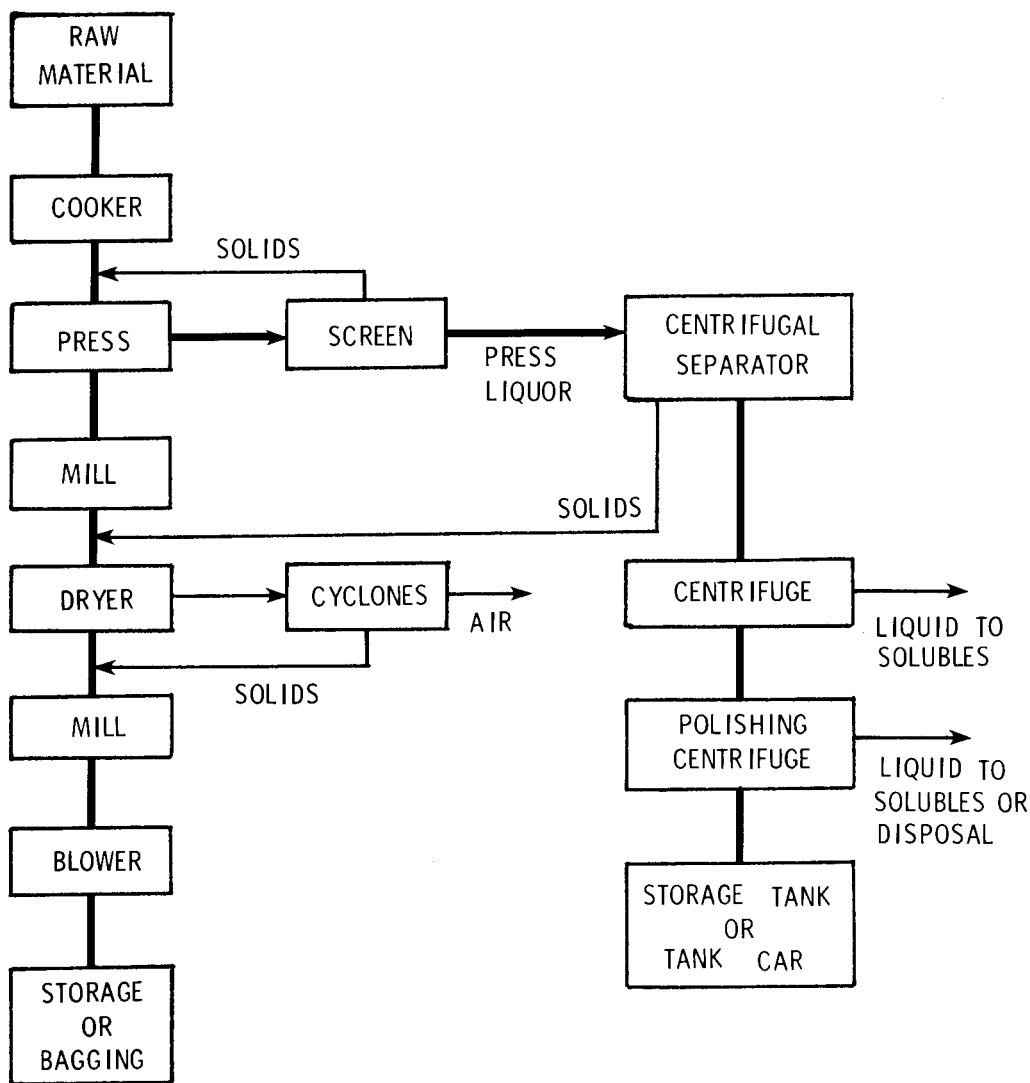 RAW
MATERIAL
COOKER
SOLIDS
PRESS
SCREEN
PRESS
LIQUOR
CENTRIFUGAL
SEPARATOR
MILL
SOLIDS
DRYER
CYCLONES
AIR
SOLIDS
CENTRIFUGE
LIQUID TO
SOLUBLES
MILL
POLISHING
CENTRIFUGE
LIQUID TO
SOLUBLES OR
DISPOSAL
BLOWER
STORAGE TANK
OR
TANK CAR
STORAGE
OR
BAGGING